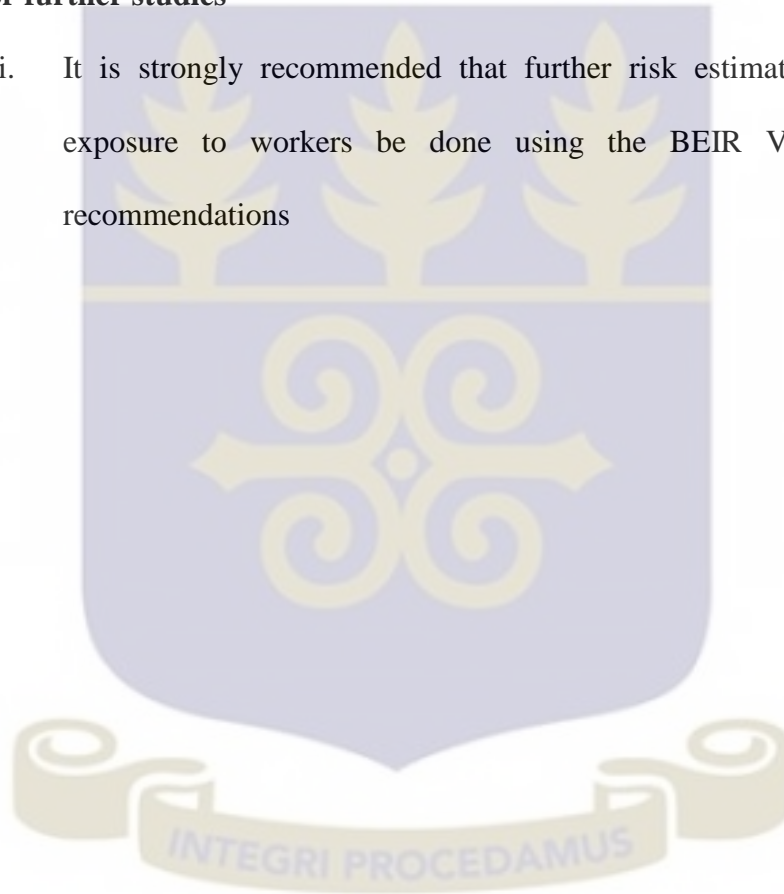 or further studies
i. It is strongly recommended that further risk estimat
exposure to workers be done using the BEIR V
recommendations
INTEGRI PROCEDAMUS